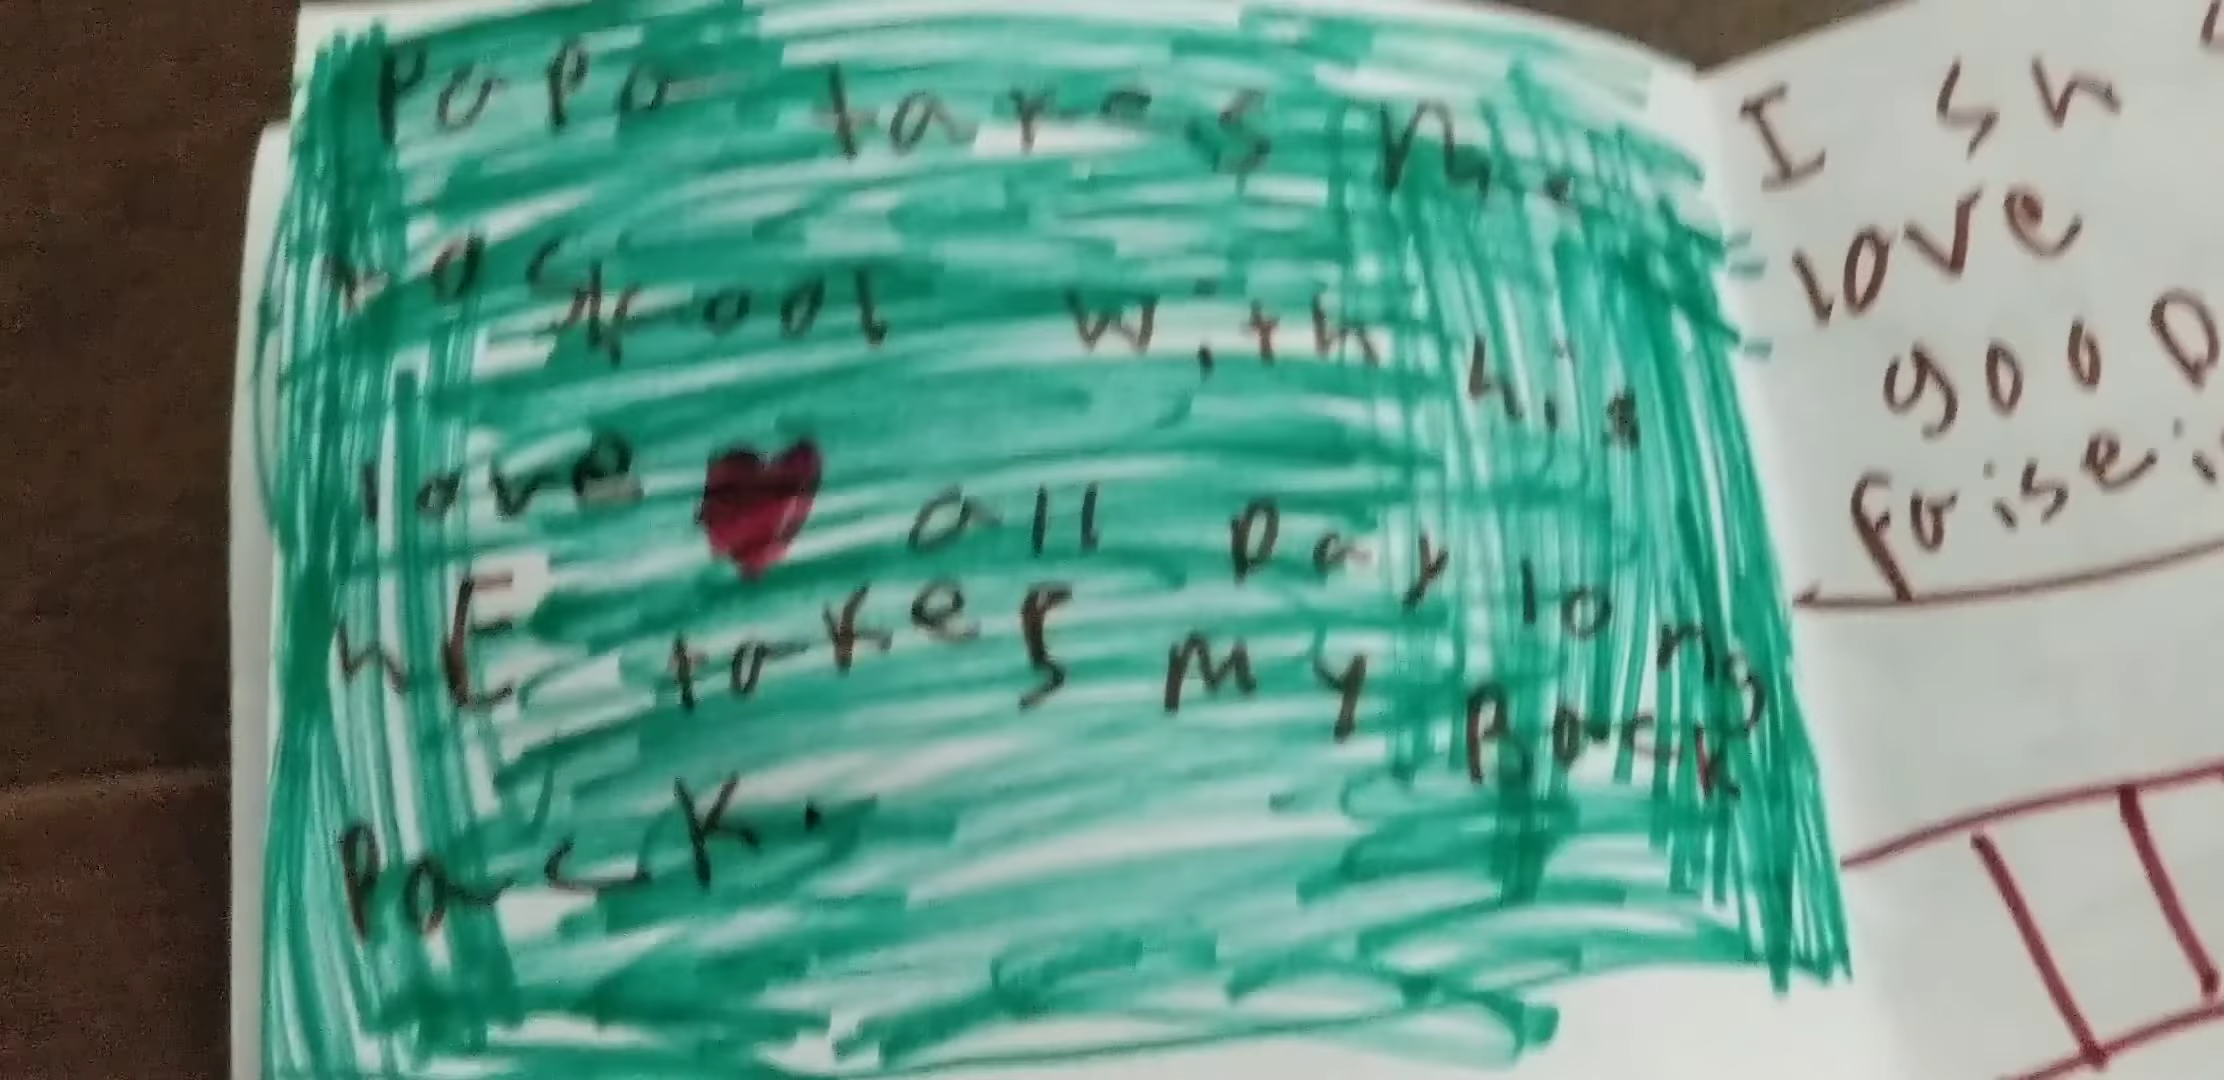 PaPa takes me
to school with his
love all Day long
hE takes my Back
Pack.
I sh
love
gooD